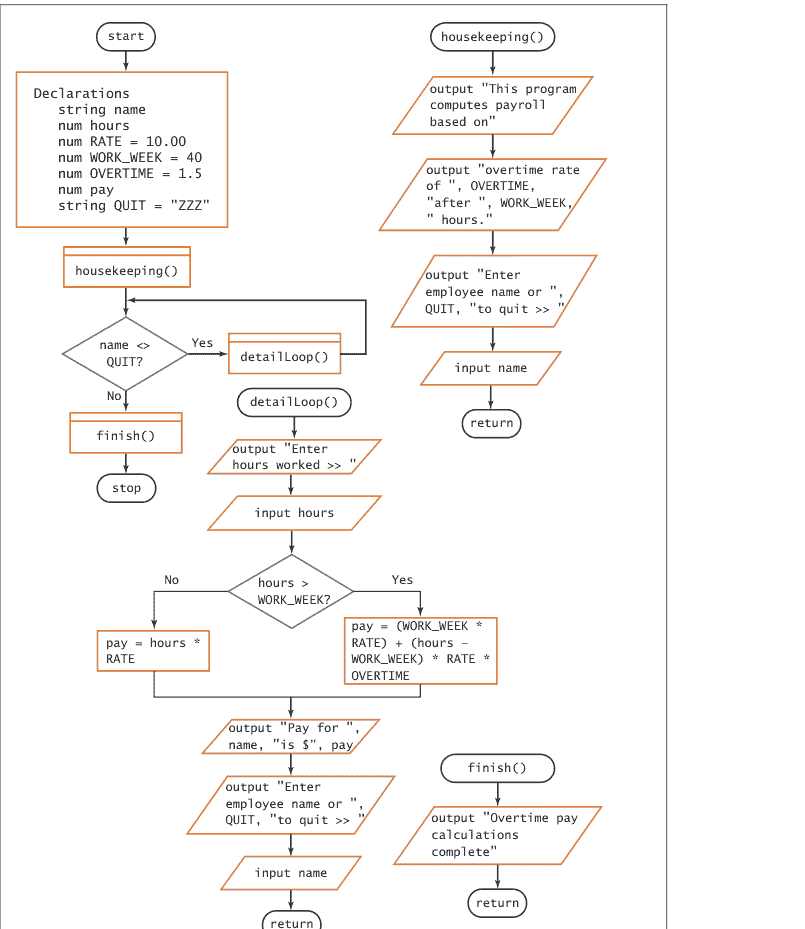 start
Declarations
string name
num hours
num RATE = 10.00
num WORK_WEEK = 40
num OVERTIME = 1.5
num pay
string QUIT = "ZZZ"
housekeeping()
name <>
QUIT?
Yes
detailLoop()
No
finish()
stop
housekeeping()
output "This program
computes payroll
based on"
output "overtime rate
of ", OVERTIME,
"after ", WORK_WEEK,
" hours."
output "Enter
employee name or ",
QUIT, "to quit >> "
input name
return
detailLoop()
output "Enter
hours worked >> "
input hours
hours >
WORK_WEEK?
No
Yes
pay = hours *
RATE
pay = (WORK_WEEK *
RATE) + (hours –
WORK_WEEK) * RATE *
OVERTIME
output "Pay for ",
name, "is $", pay
output "Enter
employee name or ",
QUIT, "to quit >> "
input name
return
finish()
output "Overtime pay
calculations
complete"
return